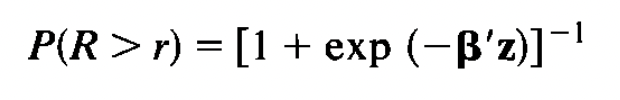 P(R > r) = [1 + exp (−β′z)]⁻¹